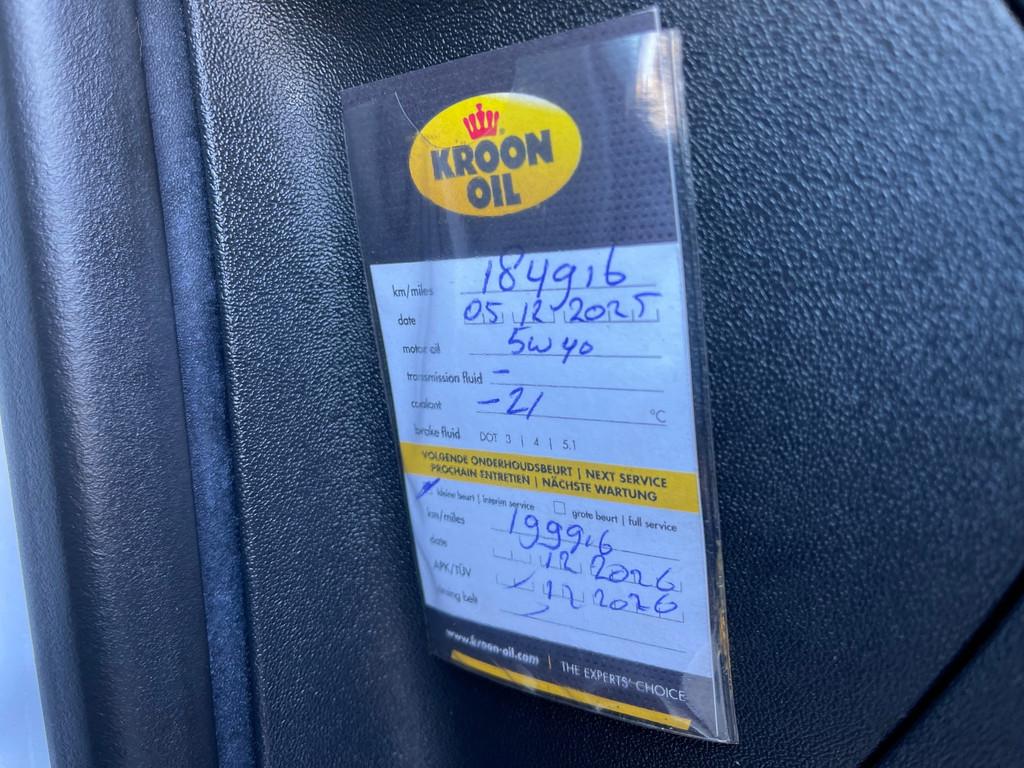 KROON
OIL
km/miles 184916
date 05 12 2025
motor oil 5w40
transmission fluid -
coolant -21 °C
brake fluid DOT 3 | 4 | 5.1
VOLGENDE ONDERHOUDSBEURT | NEXT SERVICE
PROCHAIN ENTRETIEN | NÄCHSTE WARTUNG
kleine beurt | interim service grote beurt | full service
km/miles 199916
date 12 2026
APK/TÜV 12 2026
timing belt
www.kroon-oil.com | THE EXPERTS' CHOICE